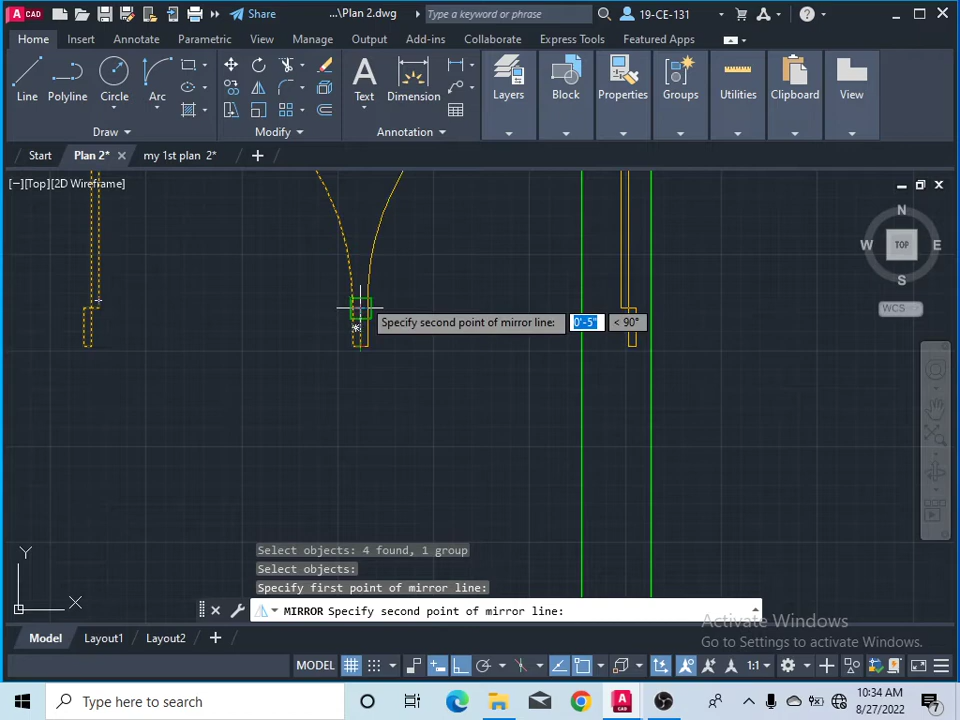 CAD
Share
...\Plan 2.dwg
Type a keyword or phrase
19-CE-131
Home Insert Annotate Parametric View Manage Output Add-ins Collaborate Express Tools Featured Apps
Line Polyline Circle Arc Text Dimension Layers Block Properties Groups Utilities Clipboard View
Draw Modify Annotation
Start Plan 2* my 1st plan 2*
[−][Top][2D Wireframe]
N
W TOP E
S
WCS
Specify second point of mirror line: 0'-5" < 90°
Y
X
Select objects: 4 found, 1 group
Select objects:
Specify first point of mirror line:
MIRROR Specify second point of mirror line:
Activate Windows
Go to Settings to activate Windows.
Model Layout1 Layout2
MODEL 1:1
Type here to search
10:34 AM
8/27/2022
7